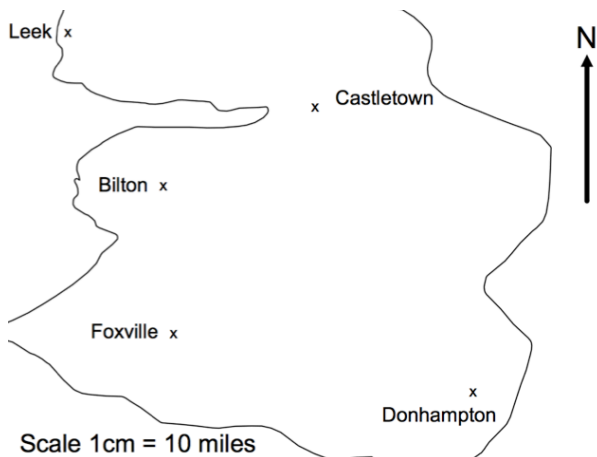 Leek x
N
x Castletown
Bilton x
Foxville x
x
Donhampton
Scale 1cm = 10 miles